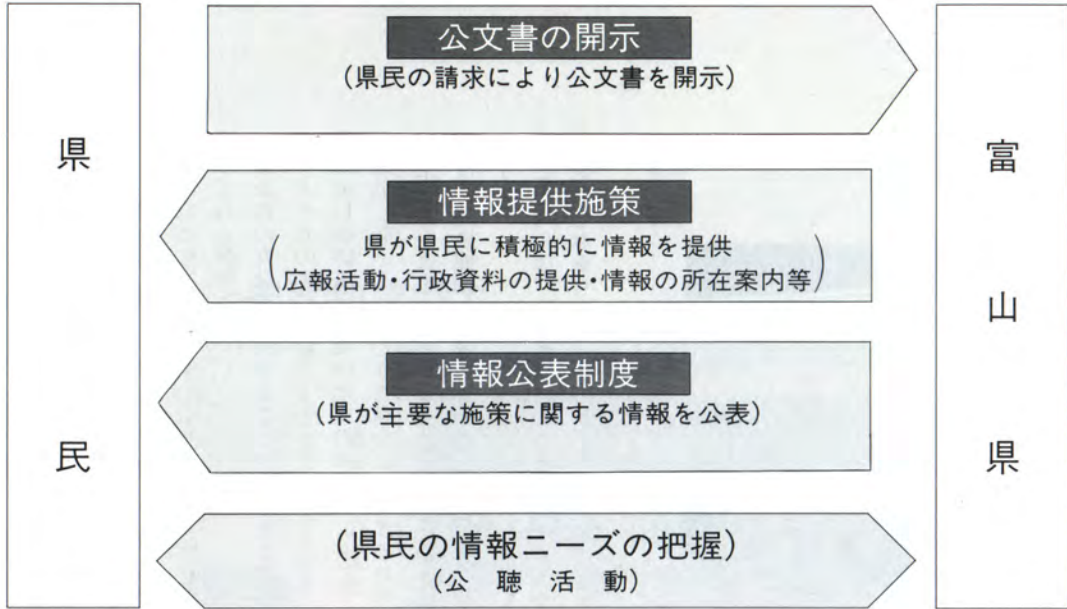 県民
公文書の開示
(県民の請求により公文書を開示)
情報提供施策
(県が県民に積極的に情報を提供
広報活動・行政資料の提供・情報の所在案内等)
情報公表制度
(県が主要な施策に関する情報を公表)
(県民の情報ニーズの把握)
(公聴活動)
富山県